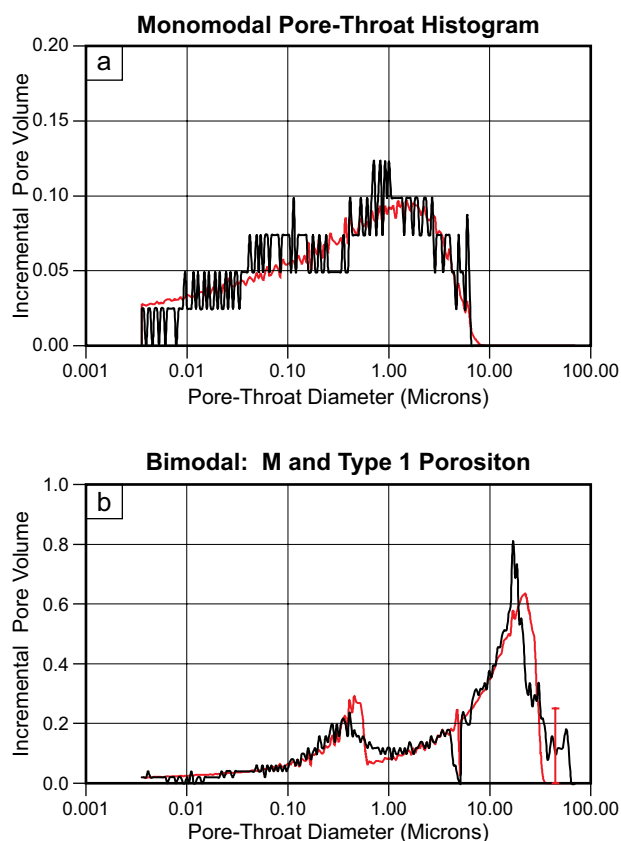 Monomodal Pore-Throat Histogram
a
0.20
0.15
0.10
0.05
0.00
Incremental Pore Volume
0.001 0.01 0.10 1.00 10.00 100.00
Pore-Throat Diameter (Microns)
Bimodal: M and Type 1 Porositon
b
1.0
0.8
0.6
0.4
0.2
0.0
Incremental Pore Volume
0.001 0.01 0.10 1.00 10.00 100.00
Pore-Throat Diameter (Microns)